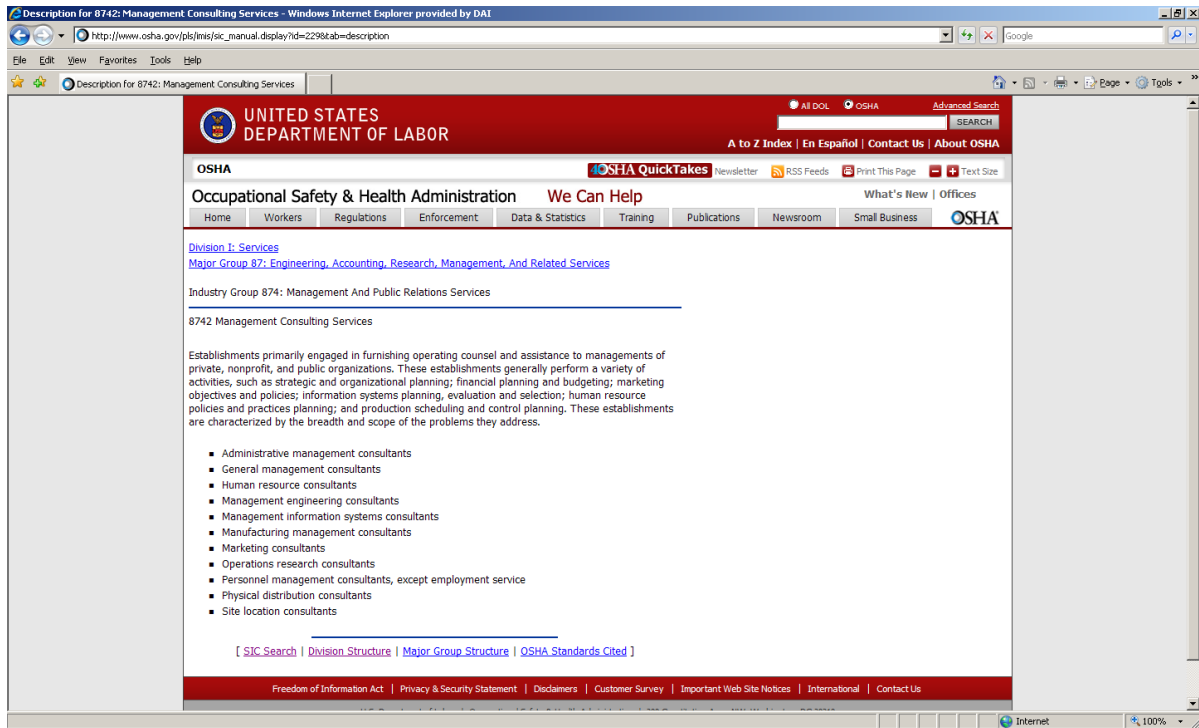 Description for 8742: Management Consulting Services - Windows Internet Explorer provided by DAI
http://www.osha.gov/pls/imis/sic_manual.display?id=229&tab=description
Google
File Edit View Favorites Tools Help
Description for 8742: Management Consulting Services
Page Tools
UNITED STATES
DEPARTMENT OF LABOR
All DOL OSHA Advanced Search
SEARCH
A to Z Index | En Español | Contact Us | About OSHA
OSHA
OSHA QuickTakes Newsletter RSS Feeds Print This Page Text Size
Occupational Safety & Health Administration We Can Help
What's New | Offices
Home Workers Regulations Enforcement Data & Statistics Training Publications Newsroom Small Business OSHA
Division I: Services
Major Group 87: Engineering, Accounting, Research, Management, And Related Services
Industry Group 874: Management And Public Relations Services
8742 Management Consulting Services
Establishments primarily engaged in furnishing operating counsel and assistance to managements of
private, nonprofit, and public organizations. These establishments generally perform a variety of
activities, such as strategic and organizational planning; financial planning and budgeting; marketing
objectives and policies; information systems planning, evaluation and selection; human resource
policies and practices planning; and production scheduling and control planning. These establishments
are characterized by the breadth and scope of the problems they address.
Administrative management consultants
General management consultants
Human resource consultants
Management engineering consultants
Management information systems consultants
Manufacturing management consultants
Marketing consultants
Operations research consultants
Personnel management consultants, except employment service
Physical distribution consultants
Site location consultants
[ SIC Search | Division Structure | Major Group Structure | OSHA Standards Cited ]
Freedom of Information Act | Privacy & Security Statement | Disclaimers | Customer Survey | Important Web Site Notices | International | Contact Us
Internet
100%